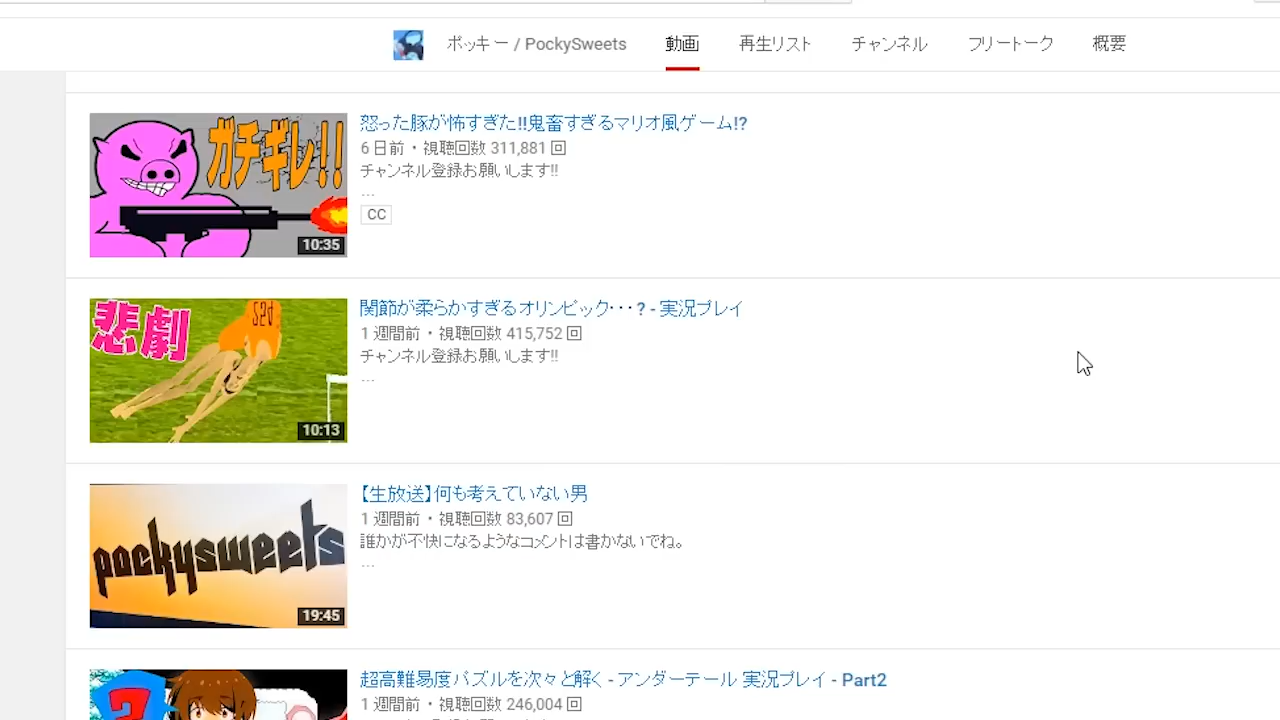 ポッキー / PockySweets 動画 再生リスト チャンネル フリートーク 概要
ガチギレ!!
10:35
怒った豚が怖すぎた!!鬼畜すぎるマリオ風ゲーム!?
6 日前・視聴回数 311,881 回
チャンネル登録お願いします!!
...
CC
悲劇
10:13
関節が柔らかすぎるオリンピック・・・? - 実況プレイ
1 週間前・視聴回数 415,752 回
チャンネル登録お願いします!!
...
pockysweets
19:45
【生放送】何も考えていない男
1 週間前・視聴回数 83,607 回
誰かが不快になるようなコメントは書かないでね。
...
?
超高難易度パズルを次々と解く - アンダーテール 実況プレイ - Part2
1 週間前・視聴回数 246,004 回